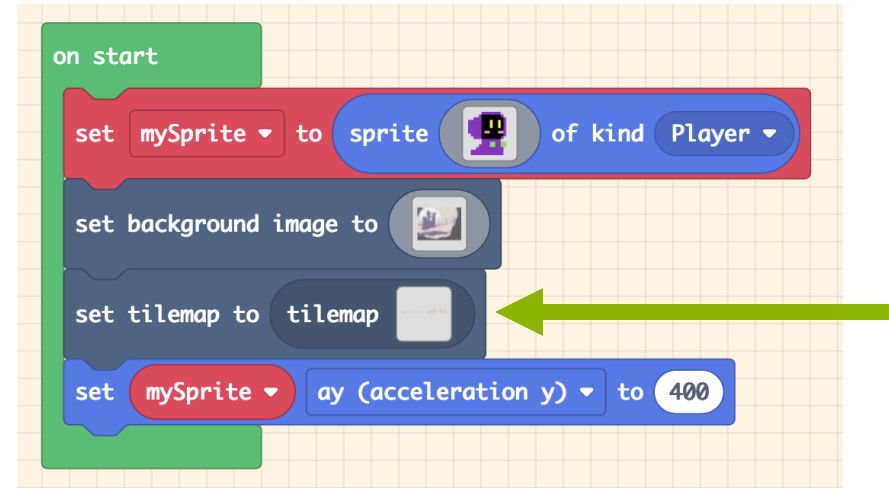 on start
set mySprite to sprite of kind Player
set background image to
set tilemap to tilemap
set mySprite ay (acceleration y) to 400